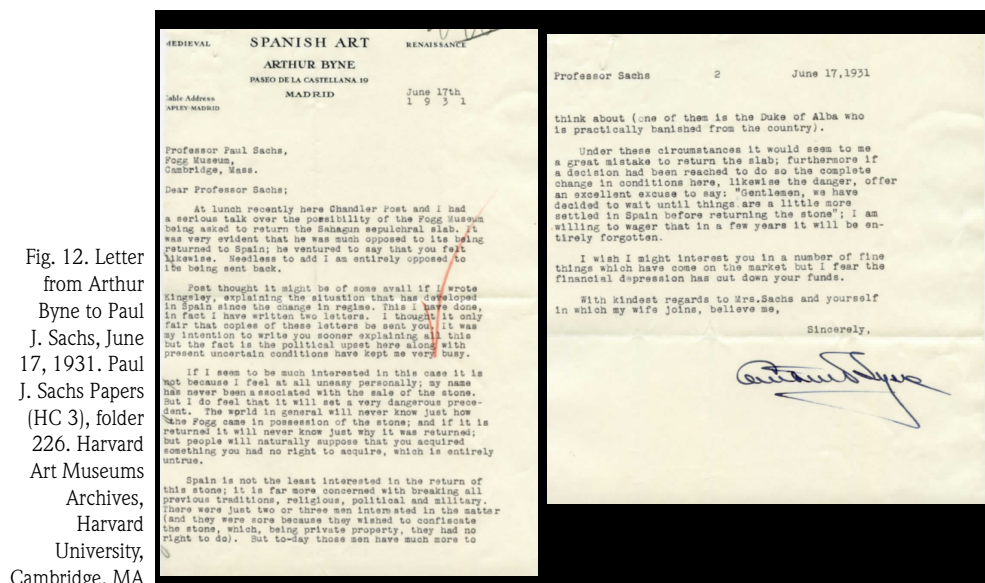 Fig. 12. Letter
from Arthur
Byne to Paul
J. Sachs, June
17, 1931. Paul
J. Sachs Papers
(HC 3), folder
226. Harvard
Art Museums
Archives,
Harvard
University,
Cambridge, MA
MEDIEVAL SPANISH ART RENAISSANCE
ARTHUR BYNE
PASEO DE LA CASTELLANA 19
MADRID
Address
MADRID
June 17th
1 9 3 1
Professor Paul Sachs,
Fogg Museum,
Cambridge, Mass.
Dear Professor Sachs;
At lunch recently here Chandler Post and I had
a serious talk over the possibility of the Fogg Museum
being asked to return the Sahagun sepulchral slab. It
was very evident that he was much opposed to its being
returned to Spain; he ventured to say that you felt
likewise. Needless to add I am entirely opposed to
its being sent back.
Post thought it might be of some avail if I wrote
Kingsley, explaining the situation that has developed
in Spain since the change in regime. This I have done,
in fact I have written two letters. I thought it only
fair that copies of these letters be sent you. It was
my intention to write you sooner explaining all this
but the fact is the political upset here along with
present uncertain conditions have kept me very busy.
If I seem to be much interested in this case it is
not because I feel at all uneasy personally; my name
has never been associated with the sale of the stone.
But I do feel that it will set a very dangerous prece-
dent. The world in general will never know just how
the Fogg came in possession of the stone; and if it is
returned it will never know just why it was returned;
but people will naturally suppose that you acquired
something you had no right to acquire, which is entirely
untrue.
Spain is not the least interested in the return of
this stone; it is far more concerned with breaking all
previous traditions, religious, political and military.
There were just two or three men interested in the matter
(and they were sore because they wished to confiscate
the stone, which, being private property, they had no
right to do). But to-day those men have much more to
Professor Sachs 2 June 17,1931
think about (one of them is the Duke of Alba who
is practically banished from the country).
Under these circumstances it would seem to me
a great mistake to return the slab; furthermore if
a decision had been reached to do so the complete
change in conditions here, likewise the danger, offer
an excellent excuse to say: "Gentlemen, we have
decided to wait until things are a little more
settled in Spain before returning the stone"; I am
willing to wager that in a few years it will be en-
tirely forgotten.
I wish I might interest you in a number of fine
things which have come on the market but I fear the
financial depression has cut down your funds.
With kindest regards to Mrs.Sachs and yourself
in which my wife joins, believe me,
Sincerely,
Arthur Byne